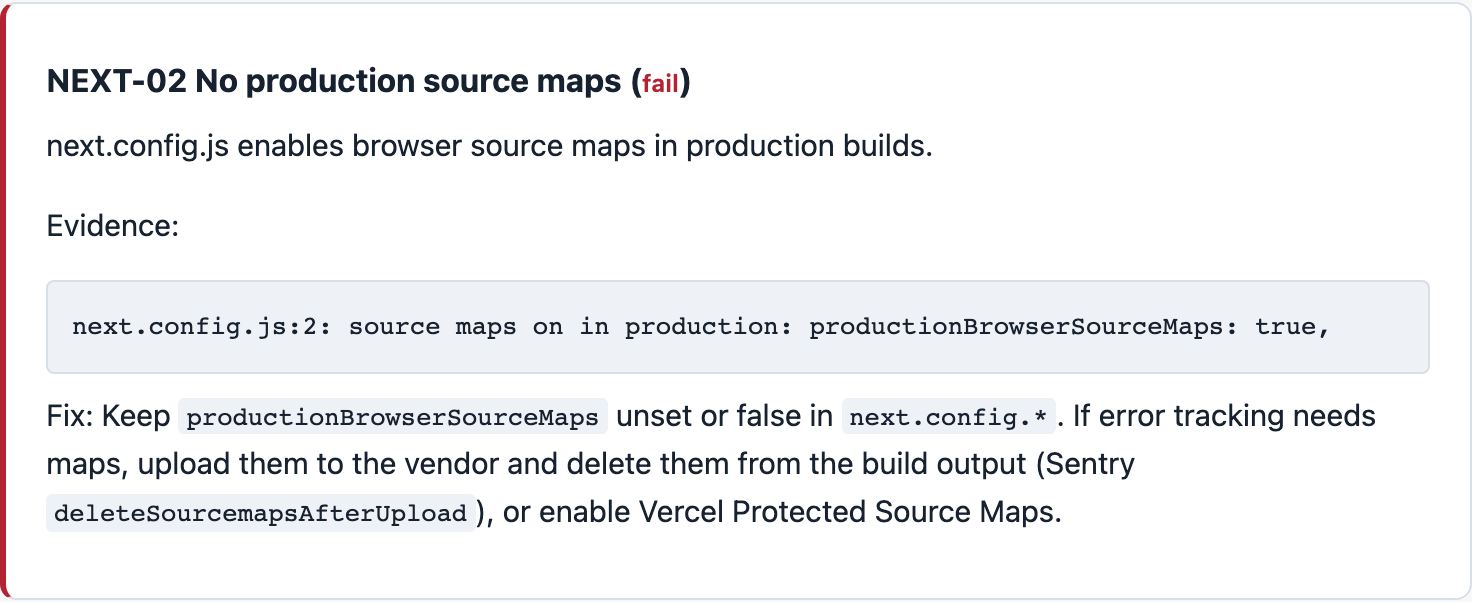 NEXT-02 No production source maps (fail)
next.config.js enables browser source maps in production builds.
Evidence:
next.config.js:2: source maps on in production: productionBrowserSourceMaps: true,
Fix: Keep productionBrowserSourceMaps unset or false in next.config.*. If error tracking needs
maps, upload them to the vendor and delete them from the build output (Sentry
deleteSourcemapsAfterUpload), or enable Vercel Protected Source Maps.